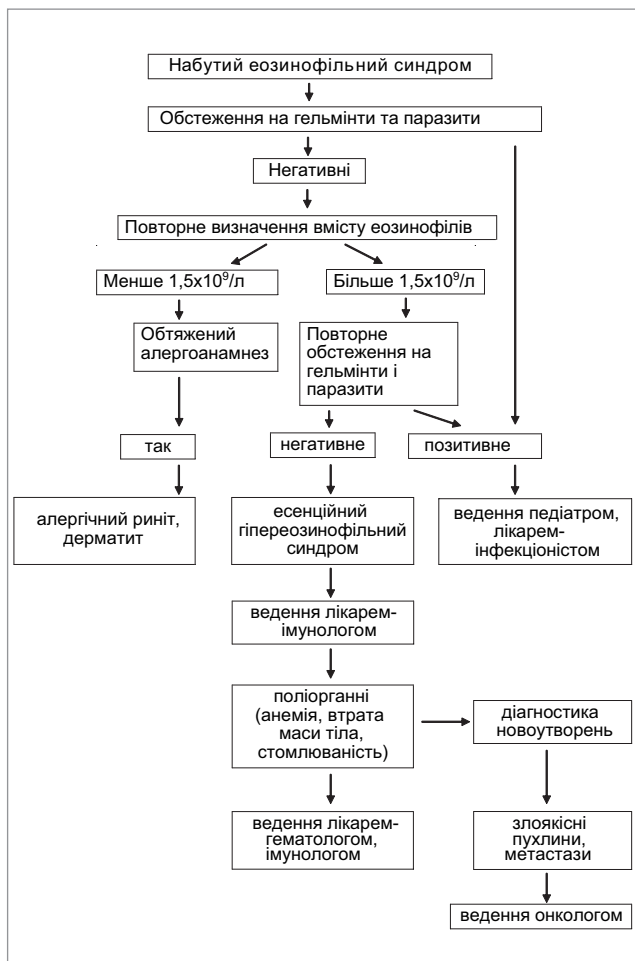 Набутий еозинофільний синдром
Обстеження на гельмінти та паразити
Негативні
Повторне визначення вмісту еозинофілів
Менше 1,5x10⁹/л
Більше 1,5x10⁹/л
Обтяжений
алергоанамнез
Повторне
обстеження на
гельмінти і
паразити
так
негативне
позитивне
алергічний риніт,
дерматит
есенційний
гіпереозинофільний
синдром
ведення педіатром,
лікарем-
інфекціоністом
ведення лікарем-
імунологом
поліорганні
(анемія, втрата
маси тіла,
стомлюваність)
діагностика
новоутворень
ведення лікарем-
гематологом,
імунологом
злоякісні
пухлини,
метастази
ведення онкологом